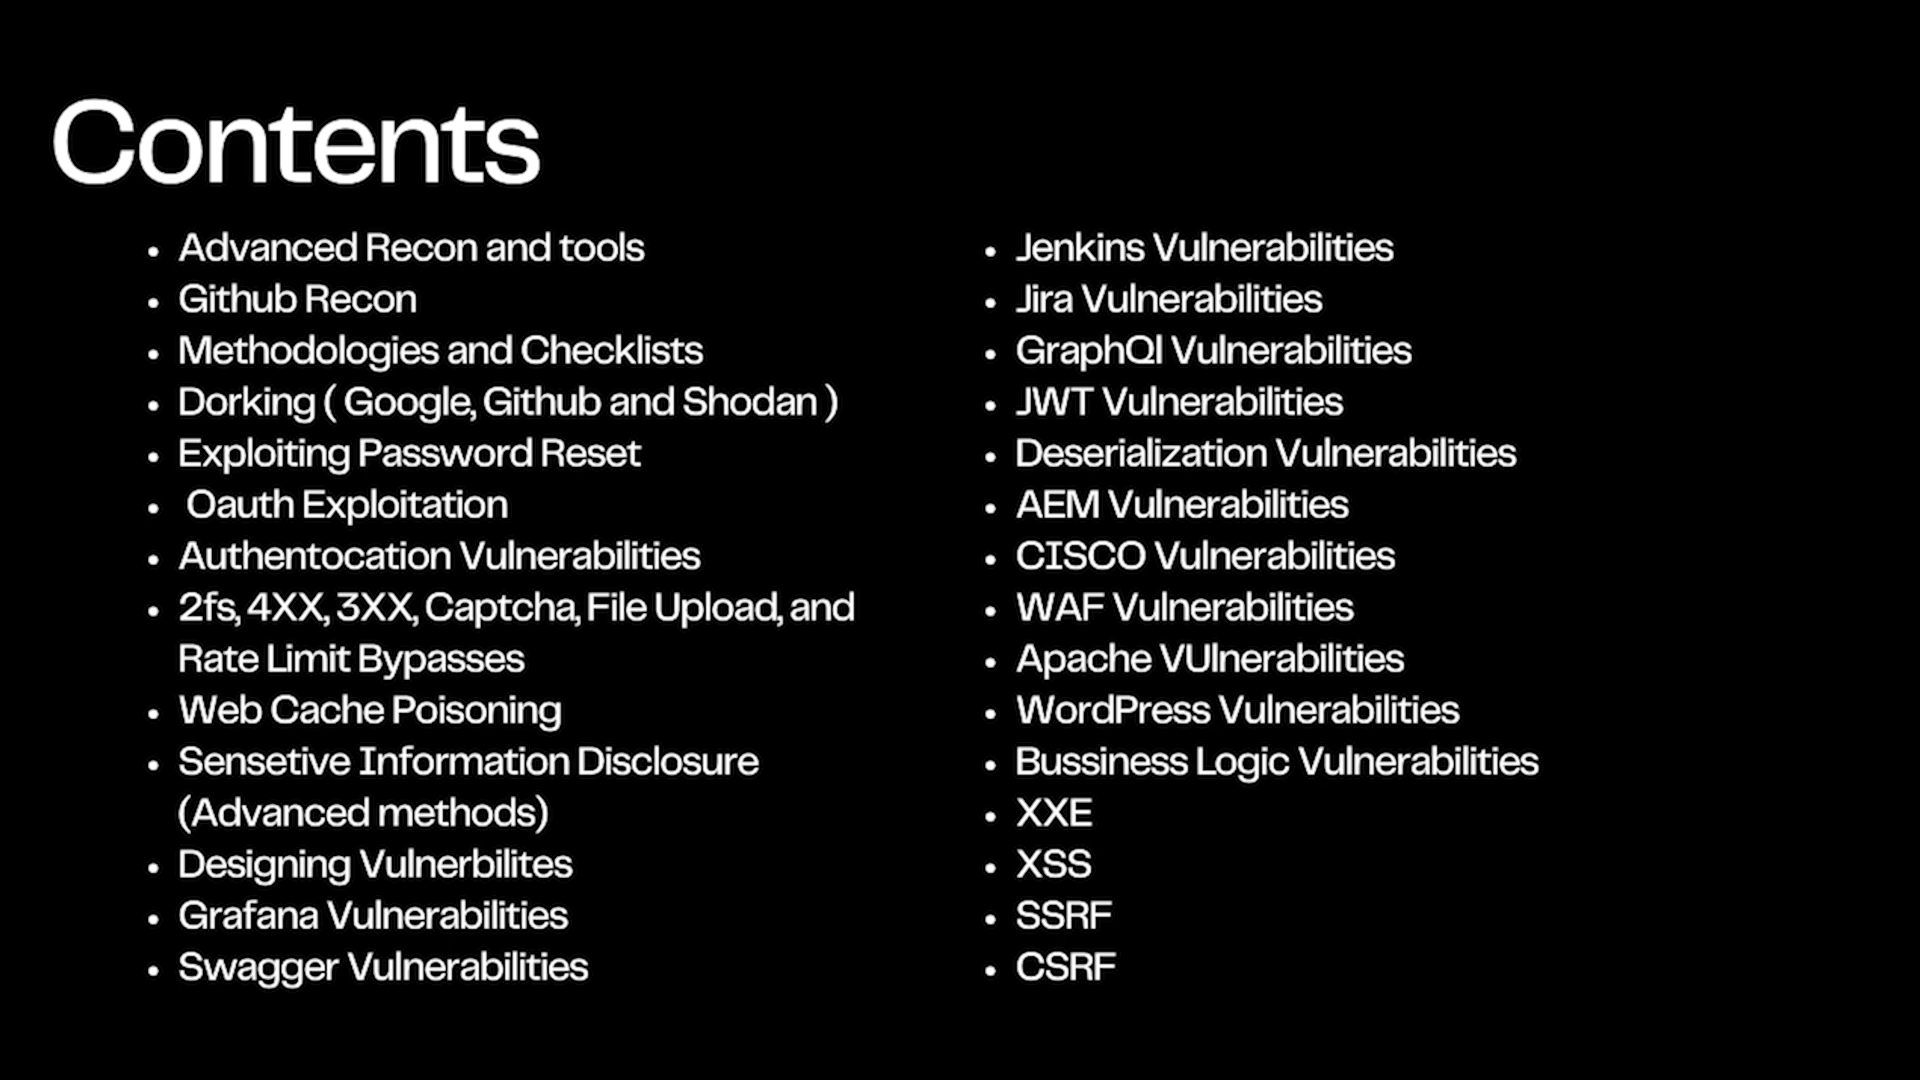 Contents
• Advanced Recon and tools
• Github Recon
• Methodologies and Checklists
• Dorking ( Google, Github and Shodan )
• Exploiting Password Reset
• Oauth Exploitation
• Authentocation Vulnerabilities
• 2fs, 4XX, 3XX, Captcha, File Upload, and
Rate Limit Bypasses
• Web Cache Poisoning
• Sensetive Information Disclosure
(Advanced methods)
• Designing Vulnerbilites
• Grafana Vulnerabilities
• Swagger Vulnerabilities
• Jenkins Vulnerabilities
• Jira Vulnerabilities
• GraphQl Vulnerabilities
• JWT Vulnerabilities
• Deserialization Vulnerabilities
• AEM Vulnerabilities
• CISCO Vulnerabilities
• WAF Vulnerabilities
• Apache VUlnerabilities
• WordPress Vulnerabilities
• Bussiness Logic Vulnerabilities
• XXE
• XSS
• SSRF
• CSRF